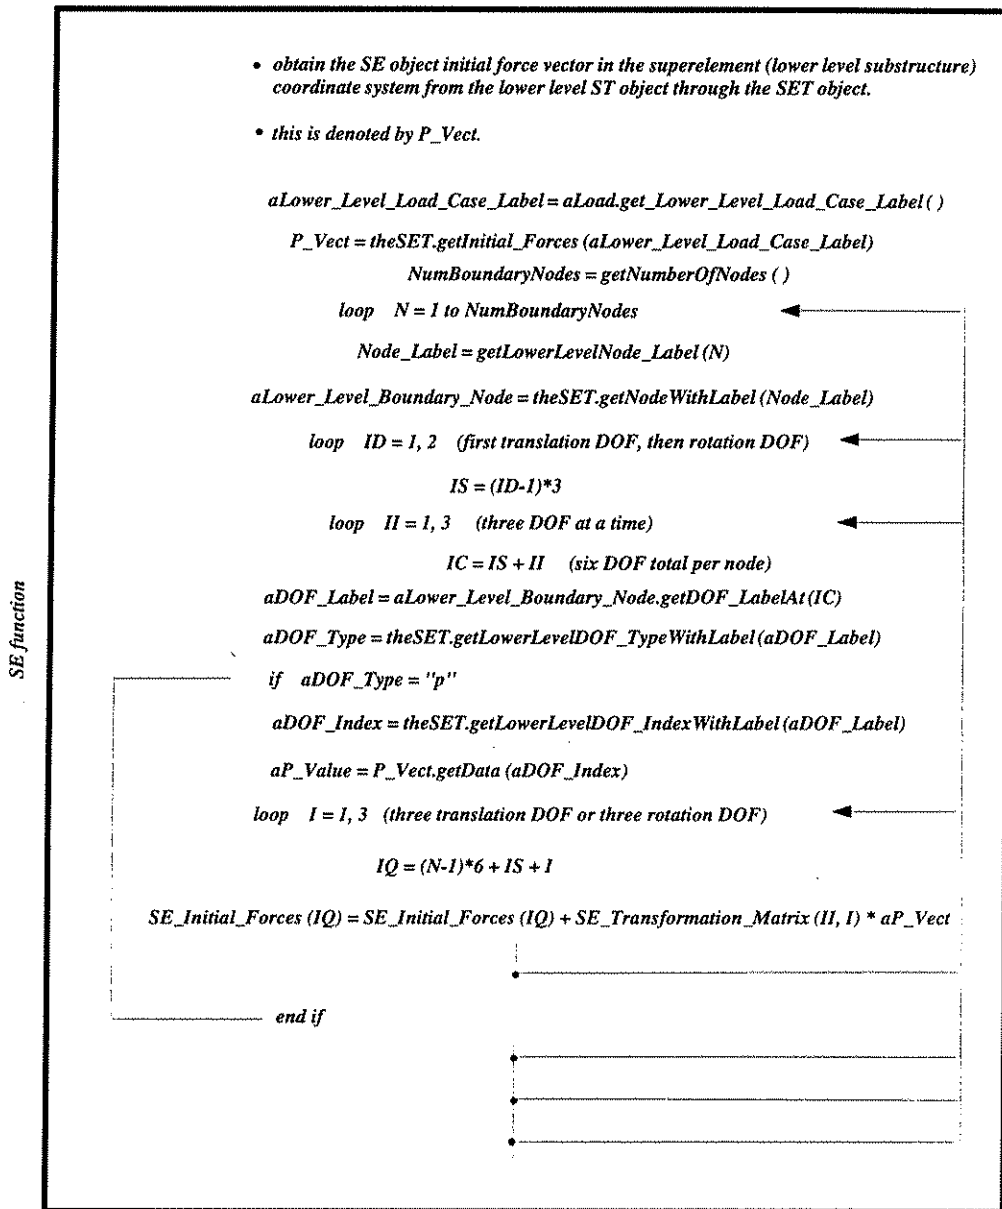 • obtain the SE object initial force vector in the superelement (lower level substructure)
coordinate system from the lower level ST object through the SET object.
• this is denoted by P_Vect.
aLower_Level_Load_Case_Label = aLoad.get_Lower_Level_Load_Case_Label ( )
P_Vect = theSET.getInitial_Forces (aLower_Level_Load_Case_Label)
NumBoundaryNodes = getNumberOfNodes ( )
loop N = 1 to NumBoundaryNodes
Node_Label = getLowerLevelNode_Label (N)
aLower_Level_Boundary_Node = theSET.getNodeWithLabel (Node_Label)
loop ID = 1, 2 (first translation DOF, then rotation DOF)
IS = (ID-1)*3
loop II = 1, 3 (three DOF at a time)
IC = IS + II (six DOF total per node)
aDOF_Label = aLower_Level_Boundary_Node.getDOF_LabelAt (IC)
aDOF_Type = theSET.getLowerLevelDOF_TypeWithLabel (aDOF_Label)
if aDOF_Type = "p"
aDOF_Index = theSET.getLowerLevelDOF_IndexWithLabel (aDOF_Label)
aP_Value = P_Vect.getData (aDOF_Index)
loop I = 1, 3 (three translation DOF or three rotation DOF)
IQ = (N-1)*6 + IS + I
SE_Initial_Forces (IQ) = SE_Initial_Forces (IQ) + SE_Transformation_Matrix (II, I) * aP_Vect
end if
SE function